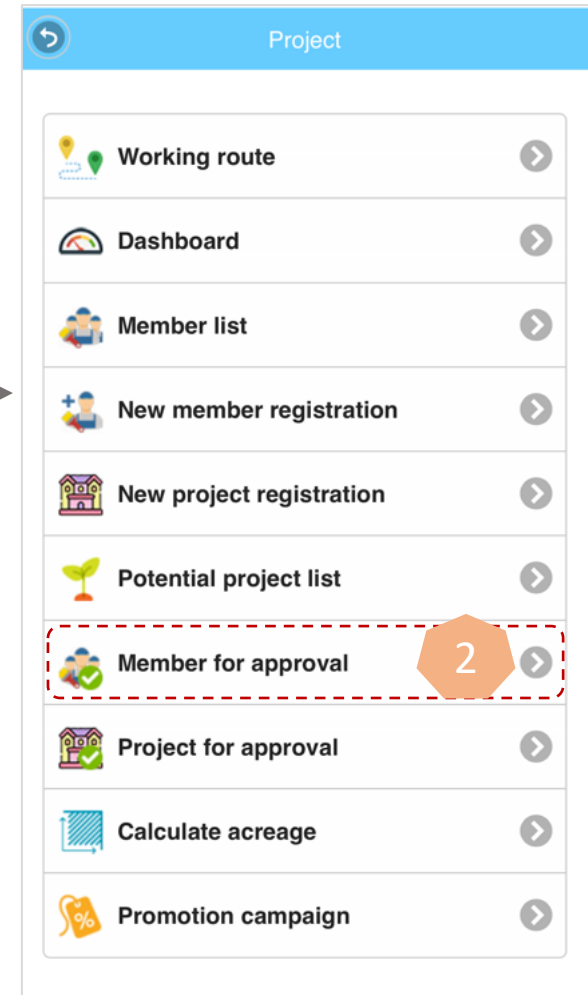 Project
Working route
Dashboard
Member list
New member registration
New project registration
Potential project list
Member for approval
2
Project for approval
Calculate acreage
Promotion campaign
%